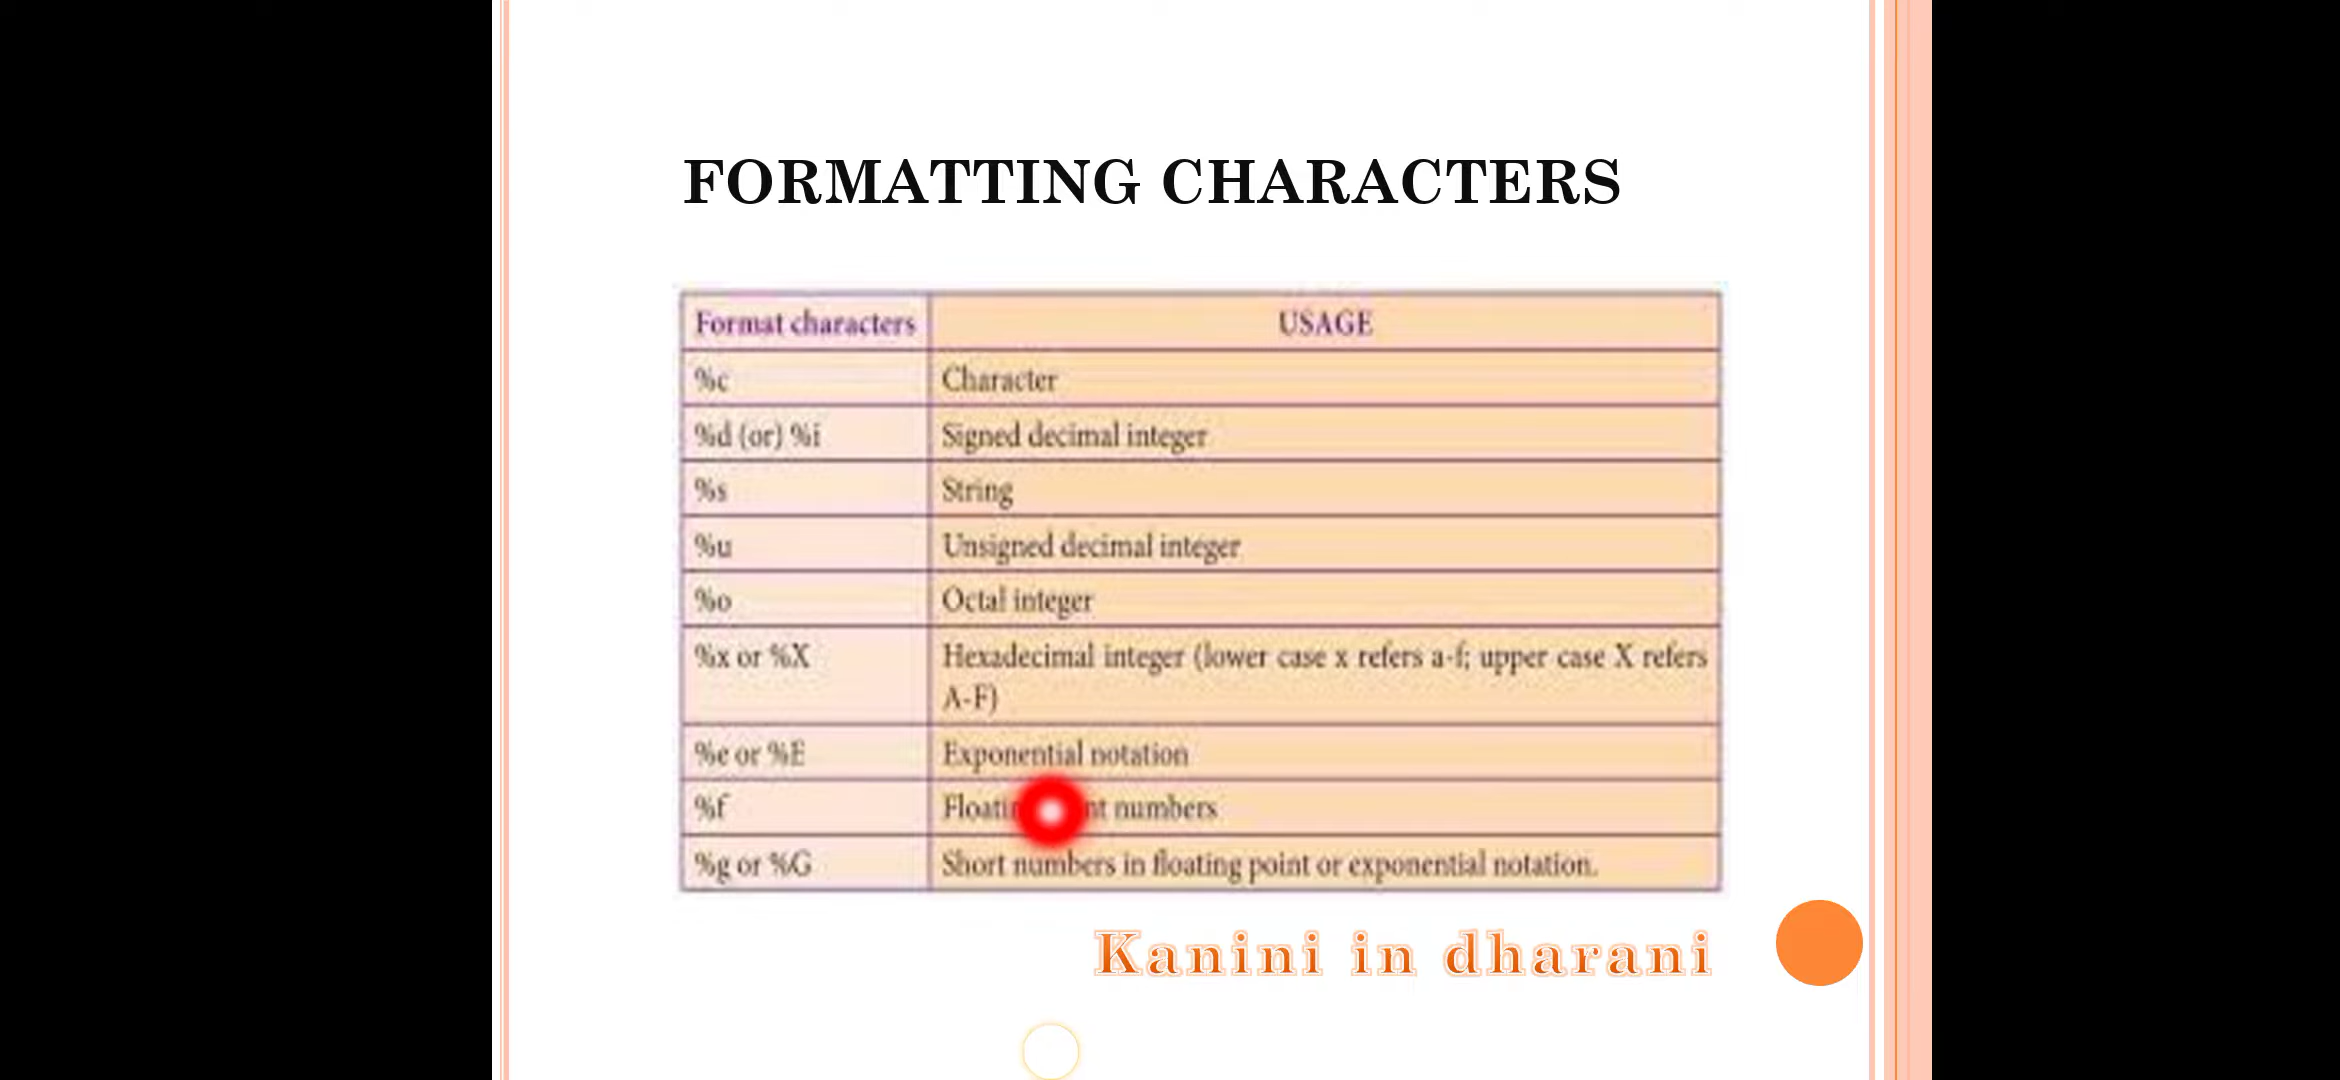 FORMATTING CHARACTERS
Format characters USAGE
%c Character
%d (or) %i Signed decimal integer
%s String
%u Unsigned decimal integer
%o Octal integer
%x or %X Hexadecimal integer (lower case x refers a-f; upper case X refers
A-F)
%e or %E Exponential notation
%f numbers
%g or %G Short numbers in floating point or exponential notation.
Kanini in dharani